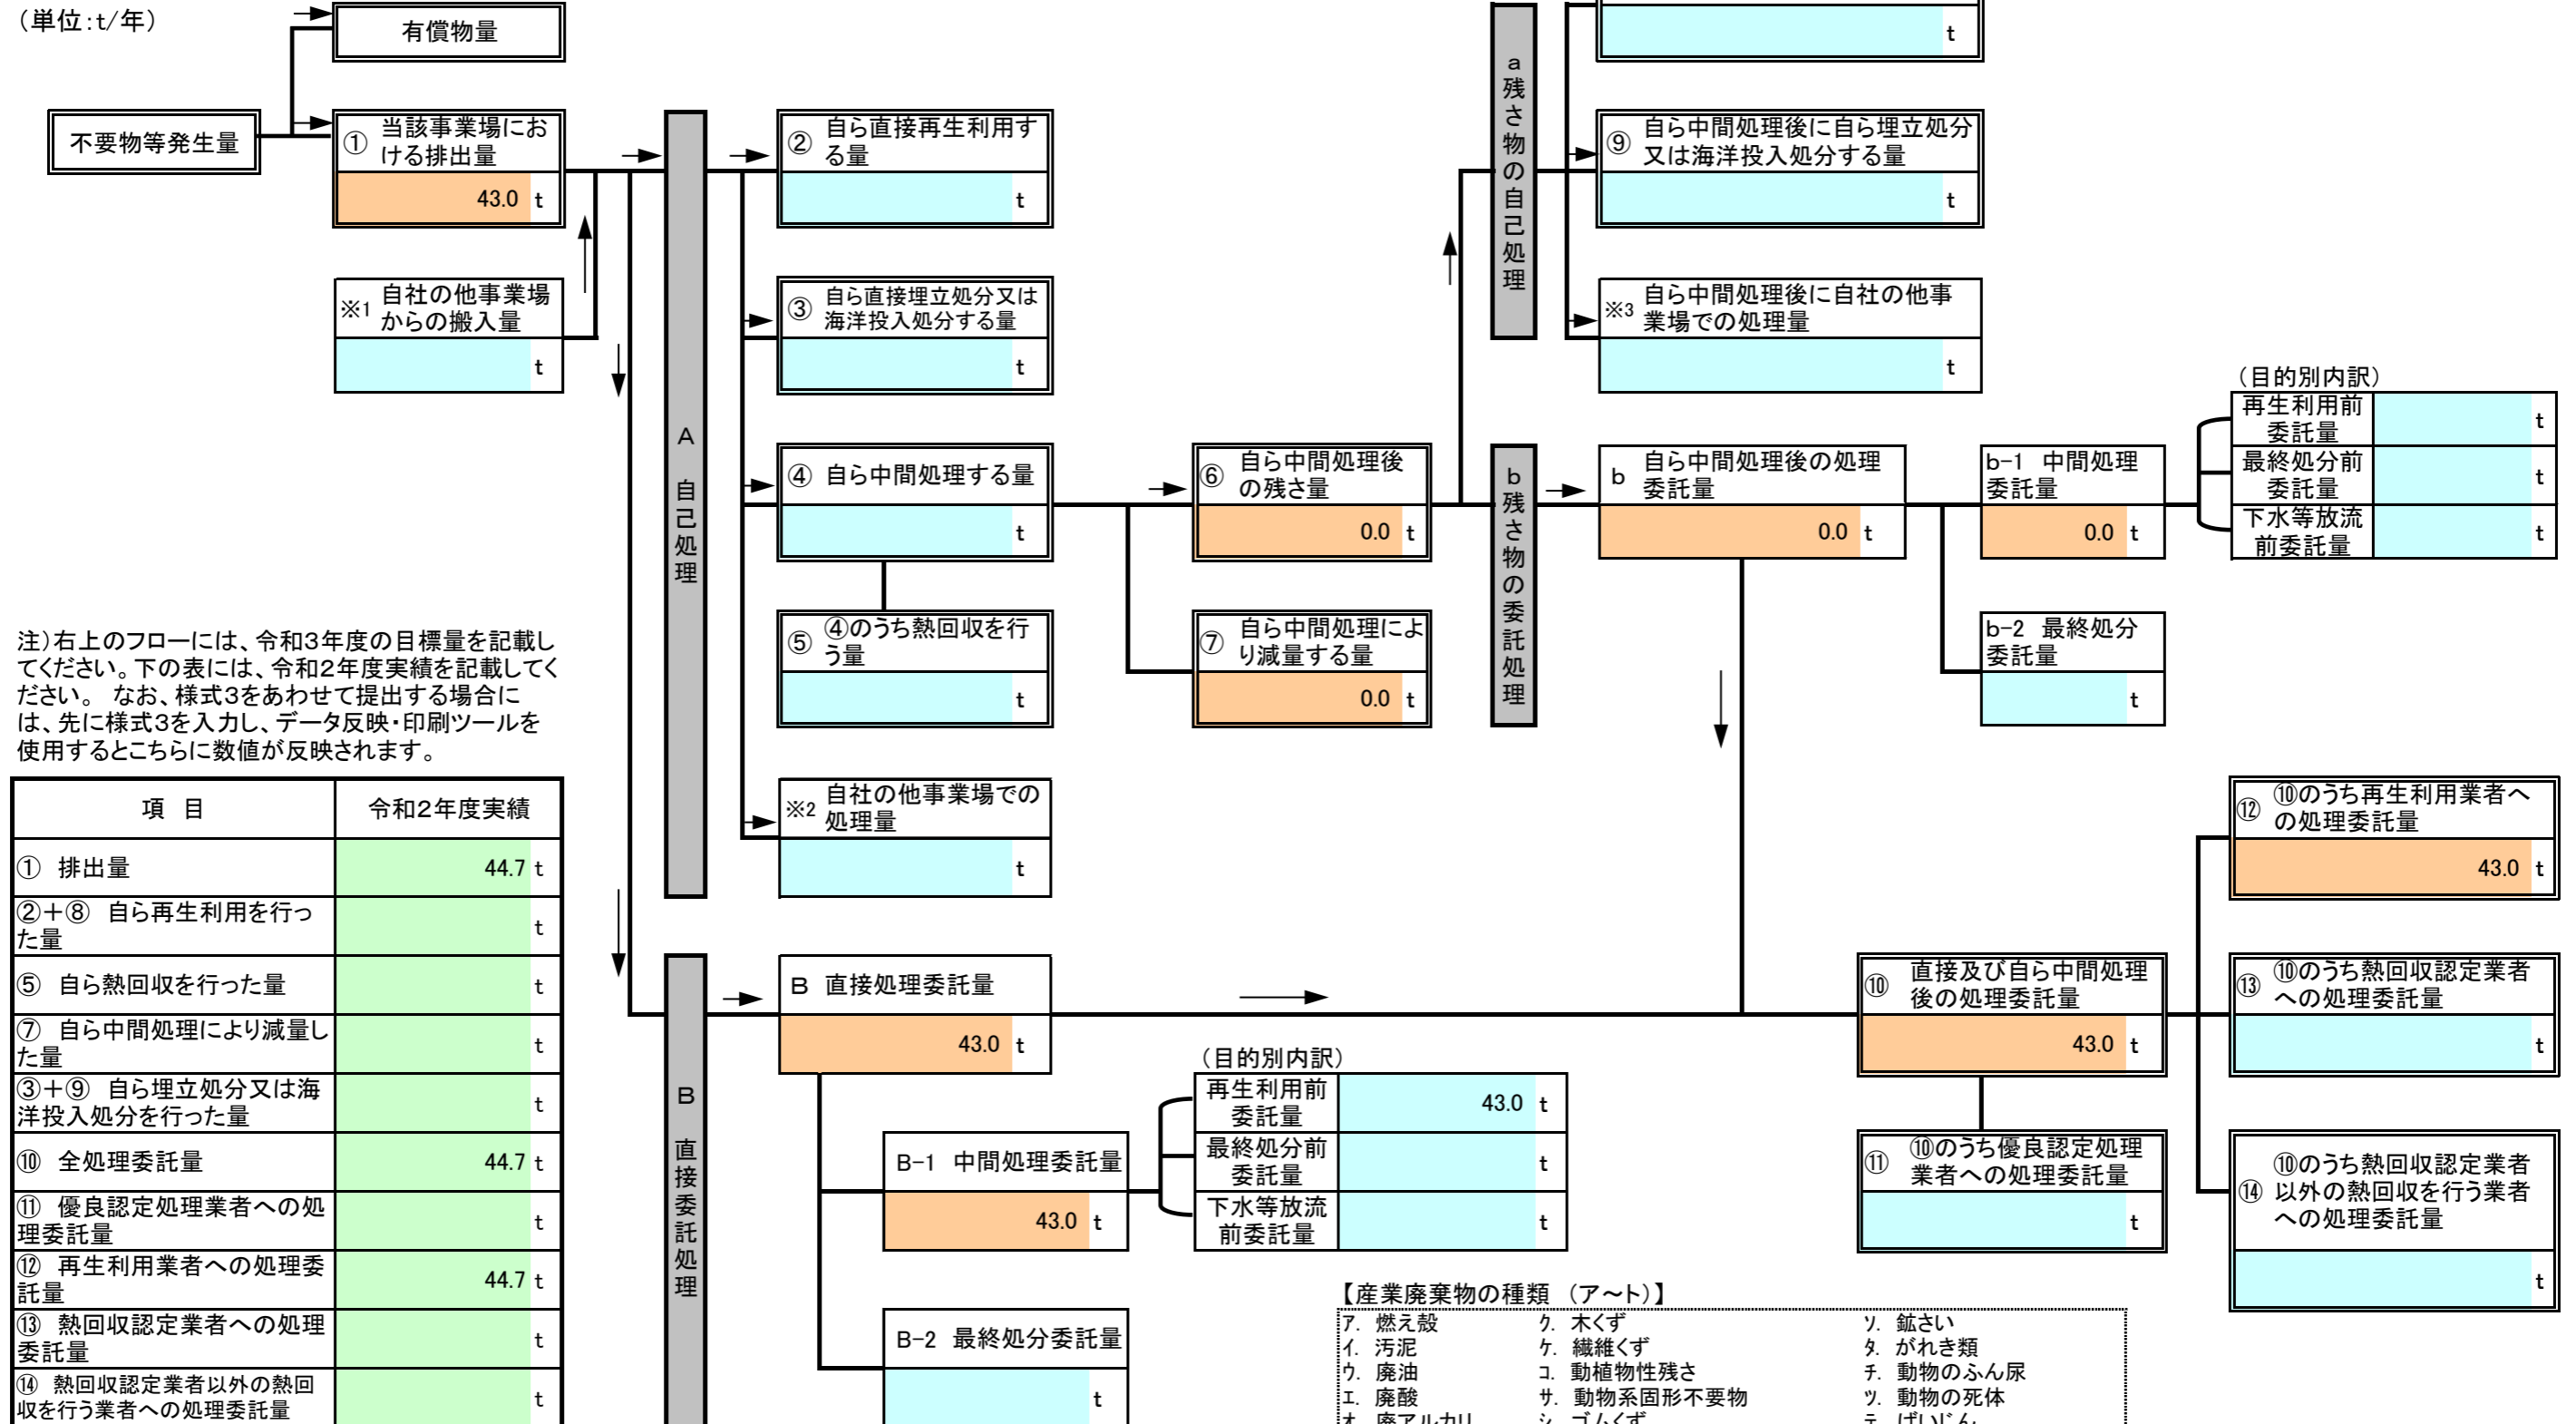 （単位：t/年）
有償物量
不要物等発生量
① 当該事業場にお
ける排出量
43.0 t
※1 自社の他事業場
からの搬入量
t
A 自己処理
② 自ら直接再生利用す
る量
t
③ 自ら直接埋立処分又は
海洋投入処分する量
t
④ 自ら中間処理する量
t
⑤ ④のうち熱回収を行
う量
t
※2 自社の他事業場での
処理量
t
⑥ 自ら中間処理後
の残さ量
0.0 t
⑦ 自ら中間処理によ
り減量する量
0.0 t
a 残さ物の自己処理
t
⑨ 自ら中間処理後に自ら埋立処分
又は海洋投入処分する量
t
※3 自ら中間処理後に自社の他事
業場での処理量
t
b 残さ物の委託処理
b 自ら中間処理後の処理
委託量
0.0 t
b-1 中間処理
委託量
0.0 t
（目的別内訳）
再生利用前
委託量
t
最終処分前
委託量
t
下水等放流
前委託量
t
b-2 最終処分
委託量
t
注）右上のフローには、令和３年度の目標量を記載し
てください。下の表には、令和２年度実績を記載してく
ださい。 なお、様式３をあわせて提出する場合に
は、先に様式３を入力し、データ反映・印刷ツールを
使用するとこちらに数値が反映されます。
項 目 令和２年度実績
① 排出量 44.7 t
②＋⑧ 自ら再生利用を行っ
た量 t
⑤ 自ら熱回収を行った量 t
⑦ 自ら中間処理により減量し
た量 t
③＋⑨ 自ら埋立処分又は海
洋投入処分を行った量 t
⑩ 全処理委託量 44.7 t
⑪ 優良認定処理業者への処
理委託量 t
⑫ 再生利用業者への処理委
託量 44.7 t
⑬ 熱回収認定業者への処理
委託量 t
⑭ 熱回収認定業者以外の熱回
収を行う業者への処理委託量 t
B 直接委託処理
B 直接処理委託量
43.0 t
B-1 中間処理委託量
43.0 t
（目的別内訳）
再生利用前
委託量
43.0 t
最終処分前
委託量
t
下水等放流
前委託量
t
B-2 最終処分委託量
t
⑩ 直接及び自ら中間処理
後の処理委託量
43.0 t
⑪ ⑩のうち優良認定処理
業者への処理委託量
t
⑫ ⑩のうち再生利用業者へ
の処理委託量
43.0 t
⑬ ⑩のうち熱回収認定業者
への処理委託量
t
⑭ ⑩のうち熱回収認定業者
以外の熱回収を行う業者
への処理委託量
t
【産業廃棄物の種類 （ア～ト）】
ｱ. 燃え殻 ｸ. 木くず ｿ. 鉱さい
ｲ. 汚泥 ｹ. 繊維くず ﾀ. がれき類
ｳ. 廃油 ｺ. 動植物性残さ ﾁ. 動物のふん尿
ｴ. 廃酸 ｻ. 動物系固形不要物 ﾂ. 動物の死体
ｵ. 廃アルカリ ｼ. ゴムくず ﾃ. ばいじん